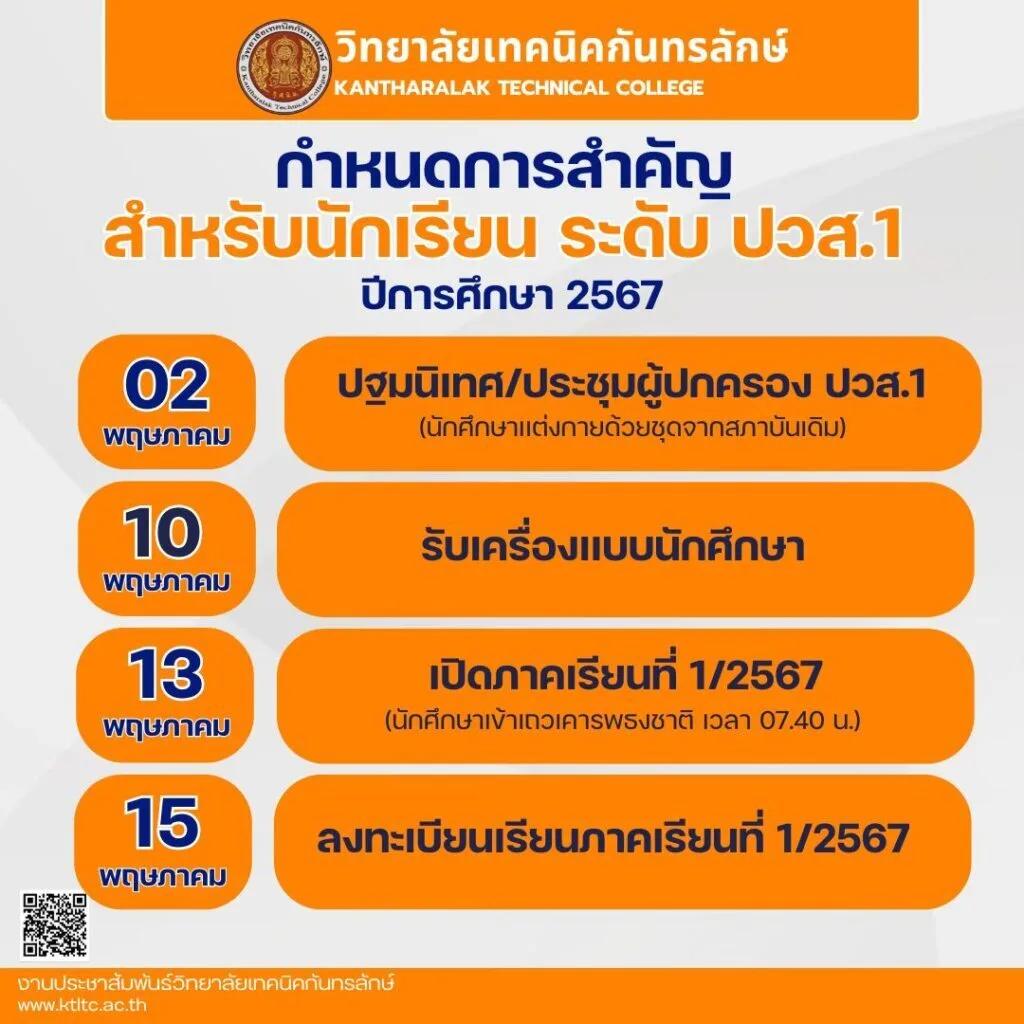 วิทยาลัยเทคนิคกันทรลักษ์
KANTHARALAK TECHNICAL COLLEGE
กำหนดการสำคัญ
สำหรับนักเรียน ระดับ ปวส.1
ปีการศึกษา 2567
02
พฤษภาคม
ปฐมนิเทศ/ประชุมผู้ปกครอง ปวส.1
(นักศึกษาแต่งกายด้วยชุดจากสภาบันเดิม)
10
พฤษภาคม
รับเครื่องแบบนักศึกษา
13
พฤษภาคม
เปิดภาคเรียนที่ 1/2567
(นักศึกษาเข้าแถวเคารพธงชาติ เวลา 07.40 น.)
15
พฤษภาคม
ลงทะเบียนเรียนภาคเรียนที่ 1/2567
งานประชาสัมพันธ์วิทยาลัยเทคนิคกันทรลักษ์
www.ktltc.ac.th